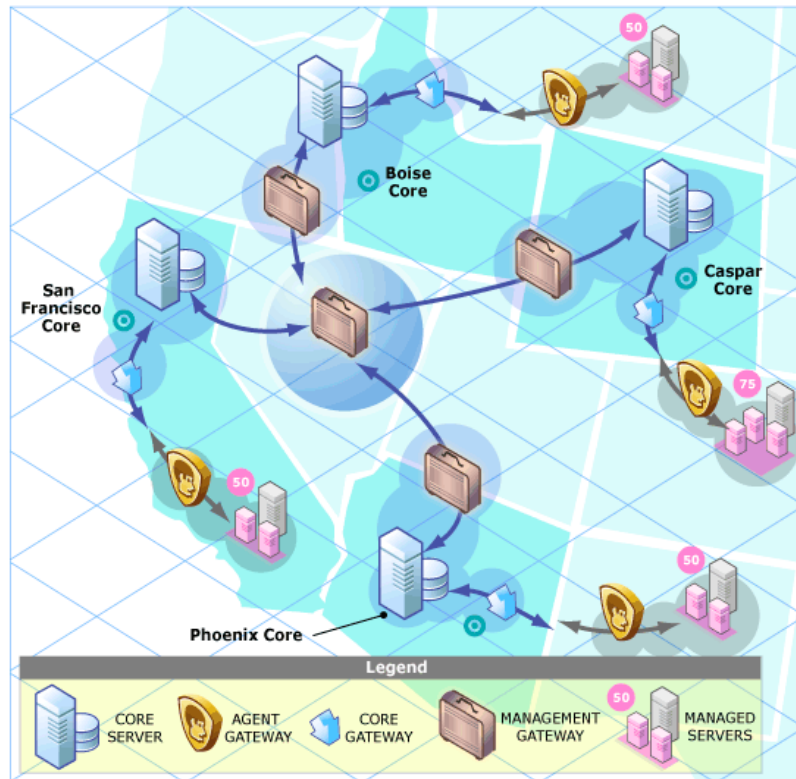 50
Boise
Core
Caspar
Core
San
Francisco
Core
75
50
50
Phoenix Core
Legend
CORE
SERVER
AGENT
GATEWAY
CORE
GATEWAY
MANAGEMENT
GATEWAY
50
MANAGED
SERVERS